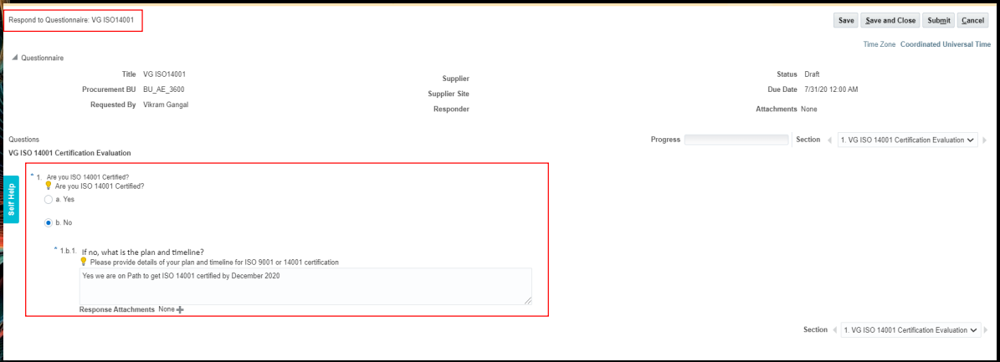 Respond to Questionnaire: VG ISO14001
Save Save and Close Submit Cancel
Time Zone Coordinated Universal Time
Questionnaire
Title VG ISO14001
Procurement BU BU_AE_3600
Requested By Vikram Gangal
Supplier
Supplier Site
Responder
Status Draft
Due Date 7/31/20 12:00 AM
Attachments None
Questions
Progress
Section 1. VG ISO 14001 Certification Evaluation
VG ISO 14001 Certification Evaluation
Self Help
* 1. Are you ISO 14001 Certified?
Are you ISO 14001 Certified?
a. Yes
b. No
* 1.b.1. If no, what is the plan and timeline?
Please provide details of your plan and timeline for ISO 9001 or 14001 certification
Yes we are on Path to get ISO 14001 certified by December 2020
Response Attachments None
Section 1. VG ISO 14001 Certification Evaluation